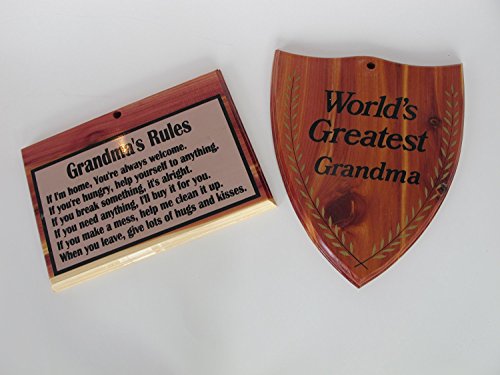 Grandma's Rules
If I'm home, You're always welcome.
If you're hungry, help yourself to anything.
If you break something, it's alright.
If you need anything, I'll buy it for you.
If you make a mess, help me clean it up.
When you leave, give lots of hugs and kisses.
World's
Greatest
Grandma